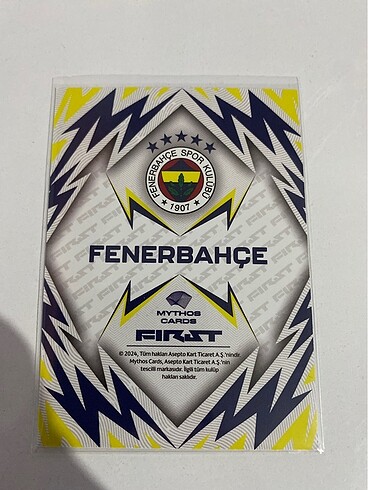 FENERBAHÇE SPOR KULÜBÜ
★ 1907 ★
FENERBAHÇE
MYTHOS
CARDS
FIRST
© 2024, Tüm hakları Asepto Kart Ticaret A.Ş.'nindir.
Mythos Cards, Asepto Kart Ticaret A.Ş.'nin
tescilli markasıdır. İlgili tüm kulüp
hakları saklıdır.